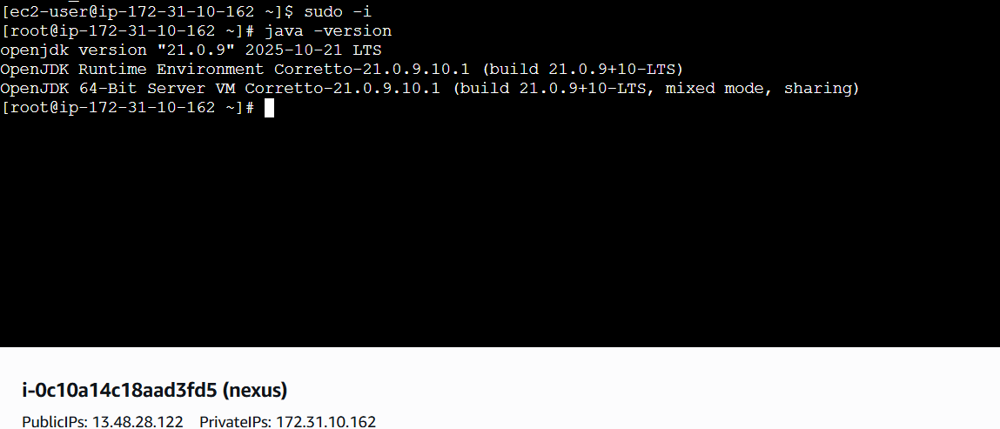 [ec2-user@ip-172-31-10-162 ~]$ sudo -i
[root@ip-172-31-10-162 ~]# java -version
openjdk version "21.0.9" 2025-10-21 LTS
OpenJDK Runtime Environment Corretto-21.0.9.10.1 (build 21.0.9+10-LTS)
OpenJDK 64-Bit Server VM Corretto-21.0.9.10.1 (build 21.0.9+10-LTS, mixed mode, sharing)
[root@ip-172-31-10-162 ~]#
i-0c10a14c18aad3fd5 (nexus)
PublicIPs: 13.48.28.122 PrivateIPs: 172.31.10.162